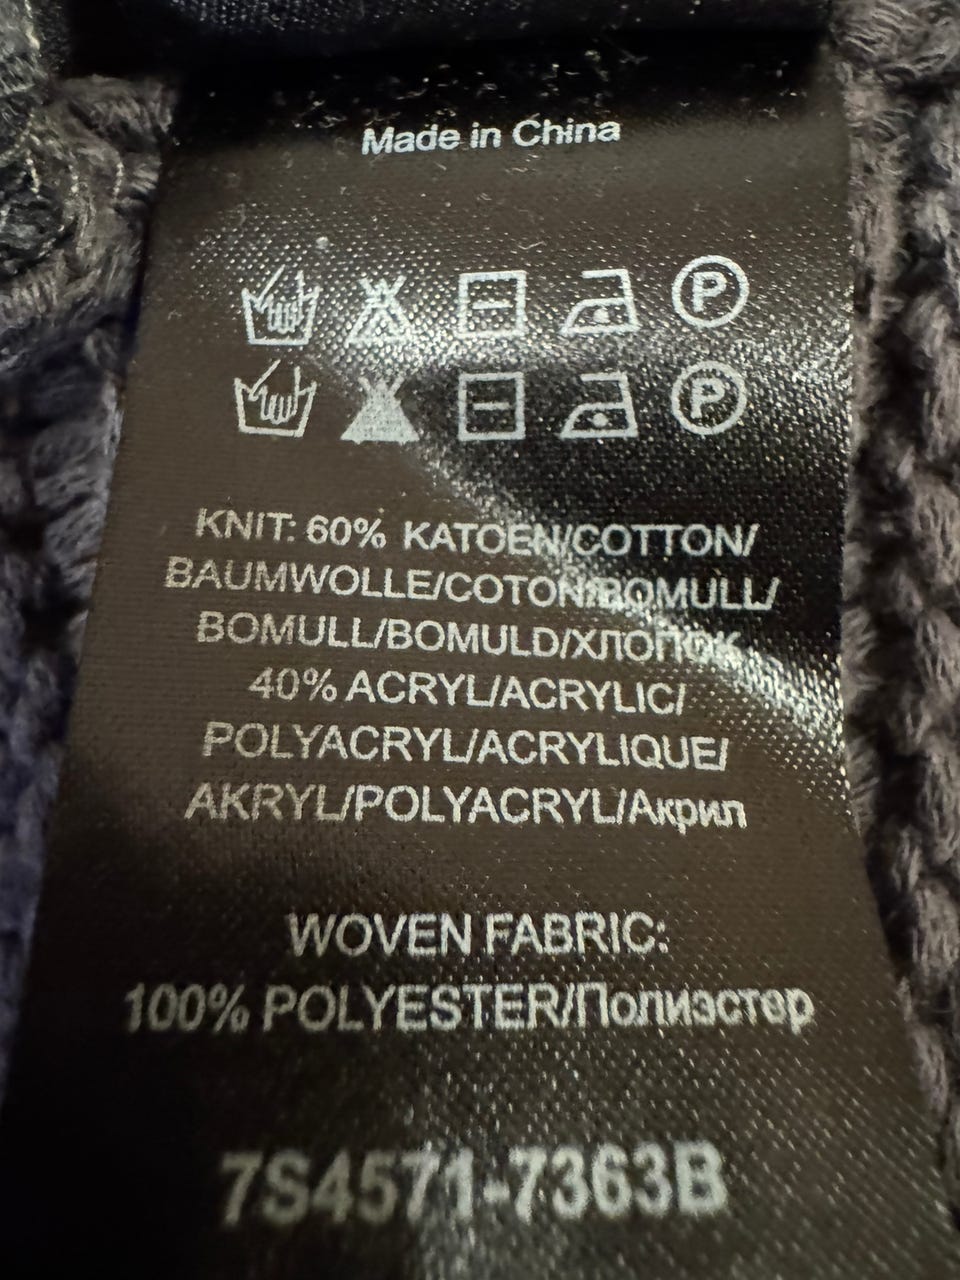 Made in China
P
P
KNIT: 60% KATOEN/COTTON/
BAUMWOLLE/COTON/BOMULL/
BOMULL/BOMULD/ХЛОПОК
40% ACRYL/ACRYLIC/
POLYACRYL/ACRYLIQUE/
AKRYL/POLYACRYL/Акрил
WOVEN FABRIC:
100% POLYESTER/Полиэстер
7S4571-7363B